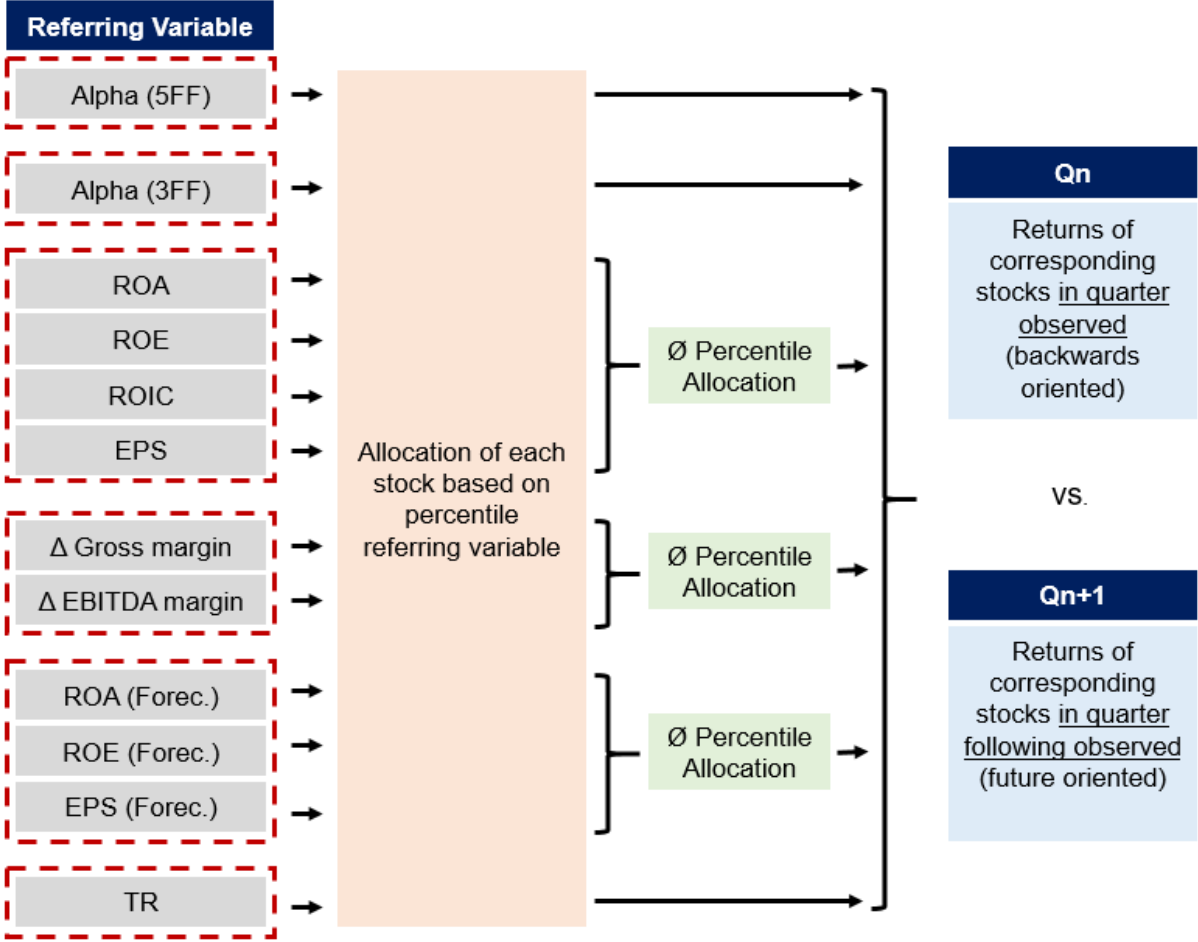 Referring Variable
Alpha (5FF)
Alpha (3FF)
ROA
ROE
ROIC
EPS
Δ Gross margin
Δ EBITDA margin
ROA (Forec.)
ROE (Forec.)
EPS (Forec.)
TR
Allocation of each
stock based on
percentile
referring variable
Ø Percentile
Allocation
Ø Percentile
Allocation
Ø Percentile
Allocation
Qn
Returns of
corresponding
stocks in quarter
observed
(backwards
oriented)
vs.
Qn+1
Returns of
corresponding
stocks in quarter
following observed
(future oriented)